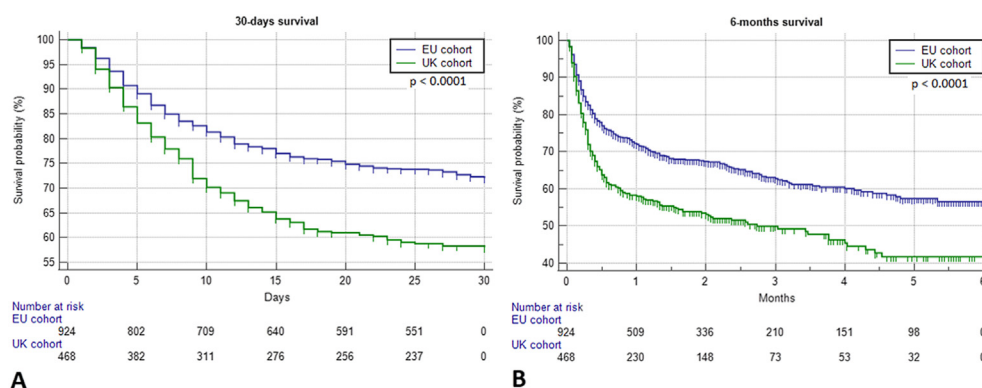 30-days survival
EU cohort
UK cohort
p < 0.0001
Survival probability (%)
100
95
90
85
80
75
70
65
60
55
0 5 10 15 20 25 30
Days
Number at risk
EU cohort
924 802 709 640 591 551 0
UK cohort
468 382 311 276 256 237 0
A
6-months survival
EU cohort
UK cohort
p < 0.0001
Survival probability (%)
100
90
80
70
60
50
40
0 1 2 3 4 5 6
Months
Number at risk
EU cohort
924 509 336 210 151 98 0
UK cohort
468 230 148 73 53 32 0
B